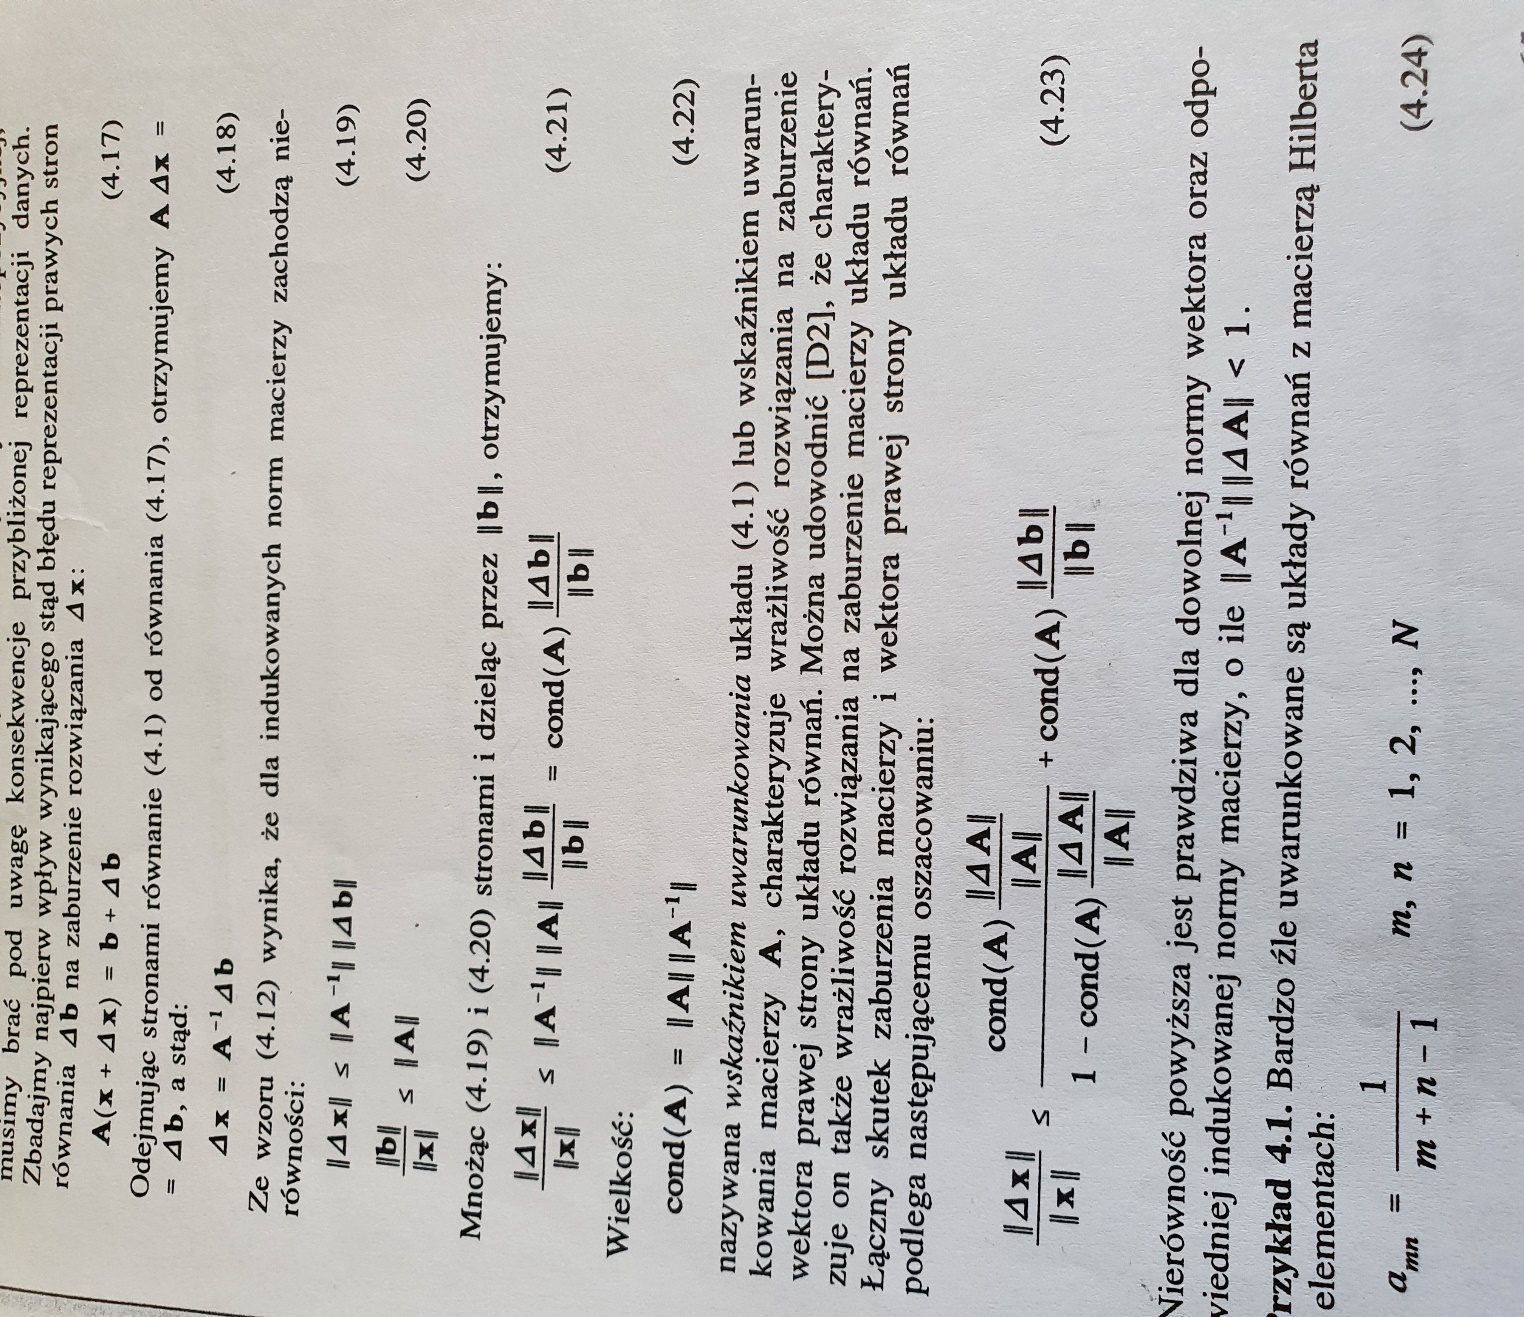 musimy brać pod uwagę konsekwencje przybliżonej reprezentacji danych.
Zbadajmy najpierw wpływ wynikającego stąd błędu reprezentacji prawych stron
równania Δb na zaburzenie rozwiązania Δx:
A(x + Δx) = b + Δb (4.17)
Odejmując stronami równanie (4.1) od równania (4.17), otrzymujemy A Δx =
= Δb, a stąd:
Δx = A⁻¹ Δb (4.18)
Ze wzoru (4.12) wynika, że dla indukowanych norm macierzy zachodzą nie-
równości:
‖Δx‖ ≤ ‖A⁻¹‖ ‖Δb‖ (4.19)
‖b‖/‖x‖ ≤ ‖A‖ (4.20)
Mnożąc (4.19) i (4.20) stronami i dzieląc przez ‖b‖, otrzymujemy:
‖Δx‖/‖x‖ ≤ ‖A⁻¹‖ ‖A‖ ‖Δb‖/‖b‖ = cond(A) ‖Δb‖/‖b‖ (4.21)
Wielkość:
cond(A) = ‖A‖ ‖A⁻¹‖ (4.22)
nazywana wskaźnikiem uwarunkowania układu (4.1) lub wskaźnikiem uwarun-
kowania macierzy A, charakteryzuje wrażliwość rozwiązania na zaburzenie
wektora prawej strony układu równań. Można udowodnić [D2], że charaktery-
zuje on także wrażliwość rozwiązania na zaburzenie macierzy układu równań.
Łączny skutek zaburzenia macierzy i wektora prawej strony układu równań
podlega następującemu oszacowaniu:
‖Δx‖/‖x‖ ≤ (cond(A) ‖ΔA‖/‖A‖)/(1 − cond(A) ‖ΔA‖/‖A‖) + cond(A) ‖Δb‖/‖b‖ (4.23)
Nierówność powyższa jest prawdziwa dla dowolnej normy wektora oraz odpo-
wiedniej indukowanej normy macierzy, o ile ‖A⁻¹‖ ‖ΔA‖ < 1.
Przykład 4.1. Bardzo źle uwarunkowane są układy równań z macierzą Hilberta
elementach:
aₘₙ = 1/(m + n − 1) m, n = 1, 2, ..., N (4.24)